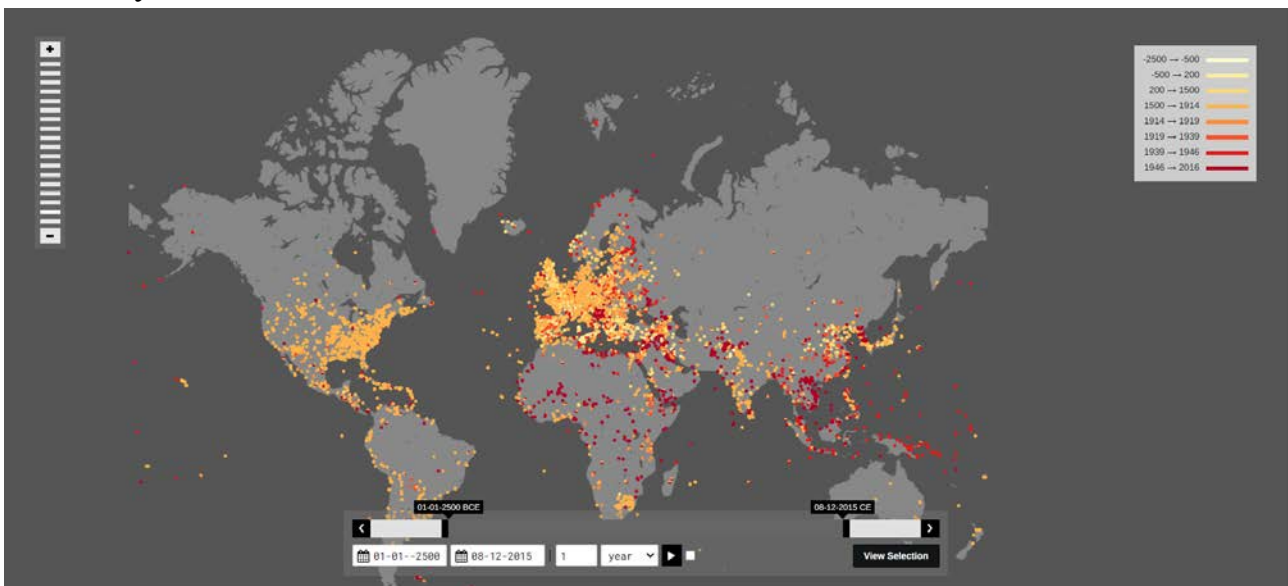 +
-2500 → -500
-500 → 200
200 → 1500
1500 → 1914
1914 → 1919
1919 → 1939
1939 → 1946
1946 → 2016
−
01-01-2500 BCE
08-12-2015 CE
01-01--2500 08-12-2015 1 year View Selection